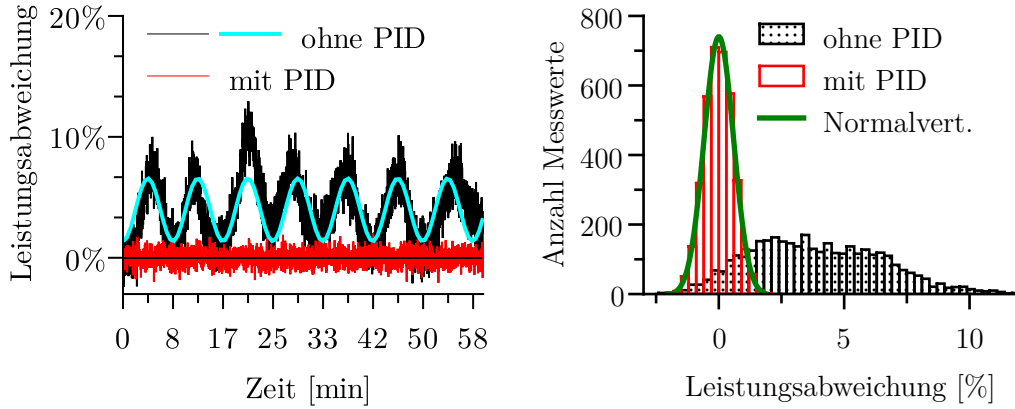 Leistungsabweichung
20%
10%
0%
ohne PID
mit PID
0 8 17 25 33 42 50 58
Zeit [min]
Anzahl Messwerte
800
600
400
200
0
ohne PID
mit PID
Normalvert.
0 5 10
Leistungsabweichung [%]